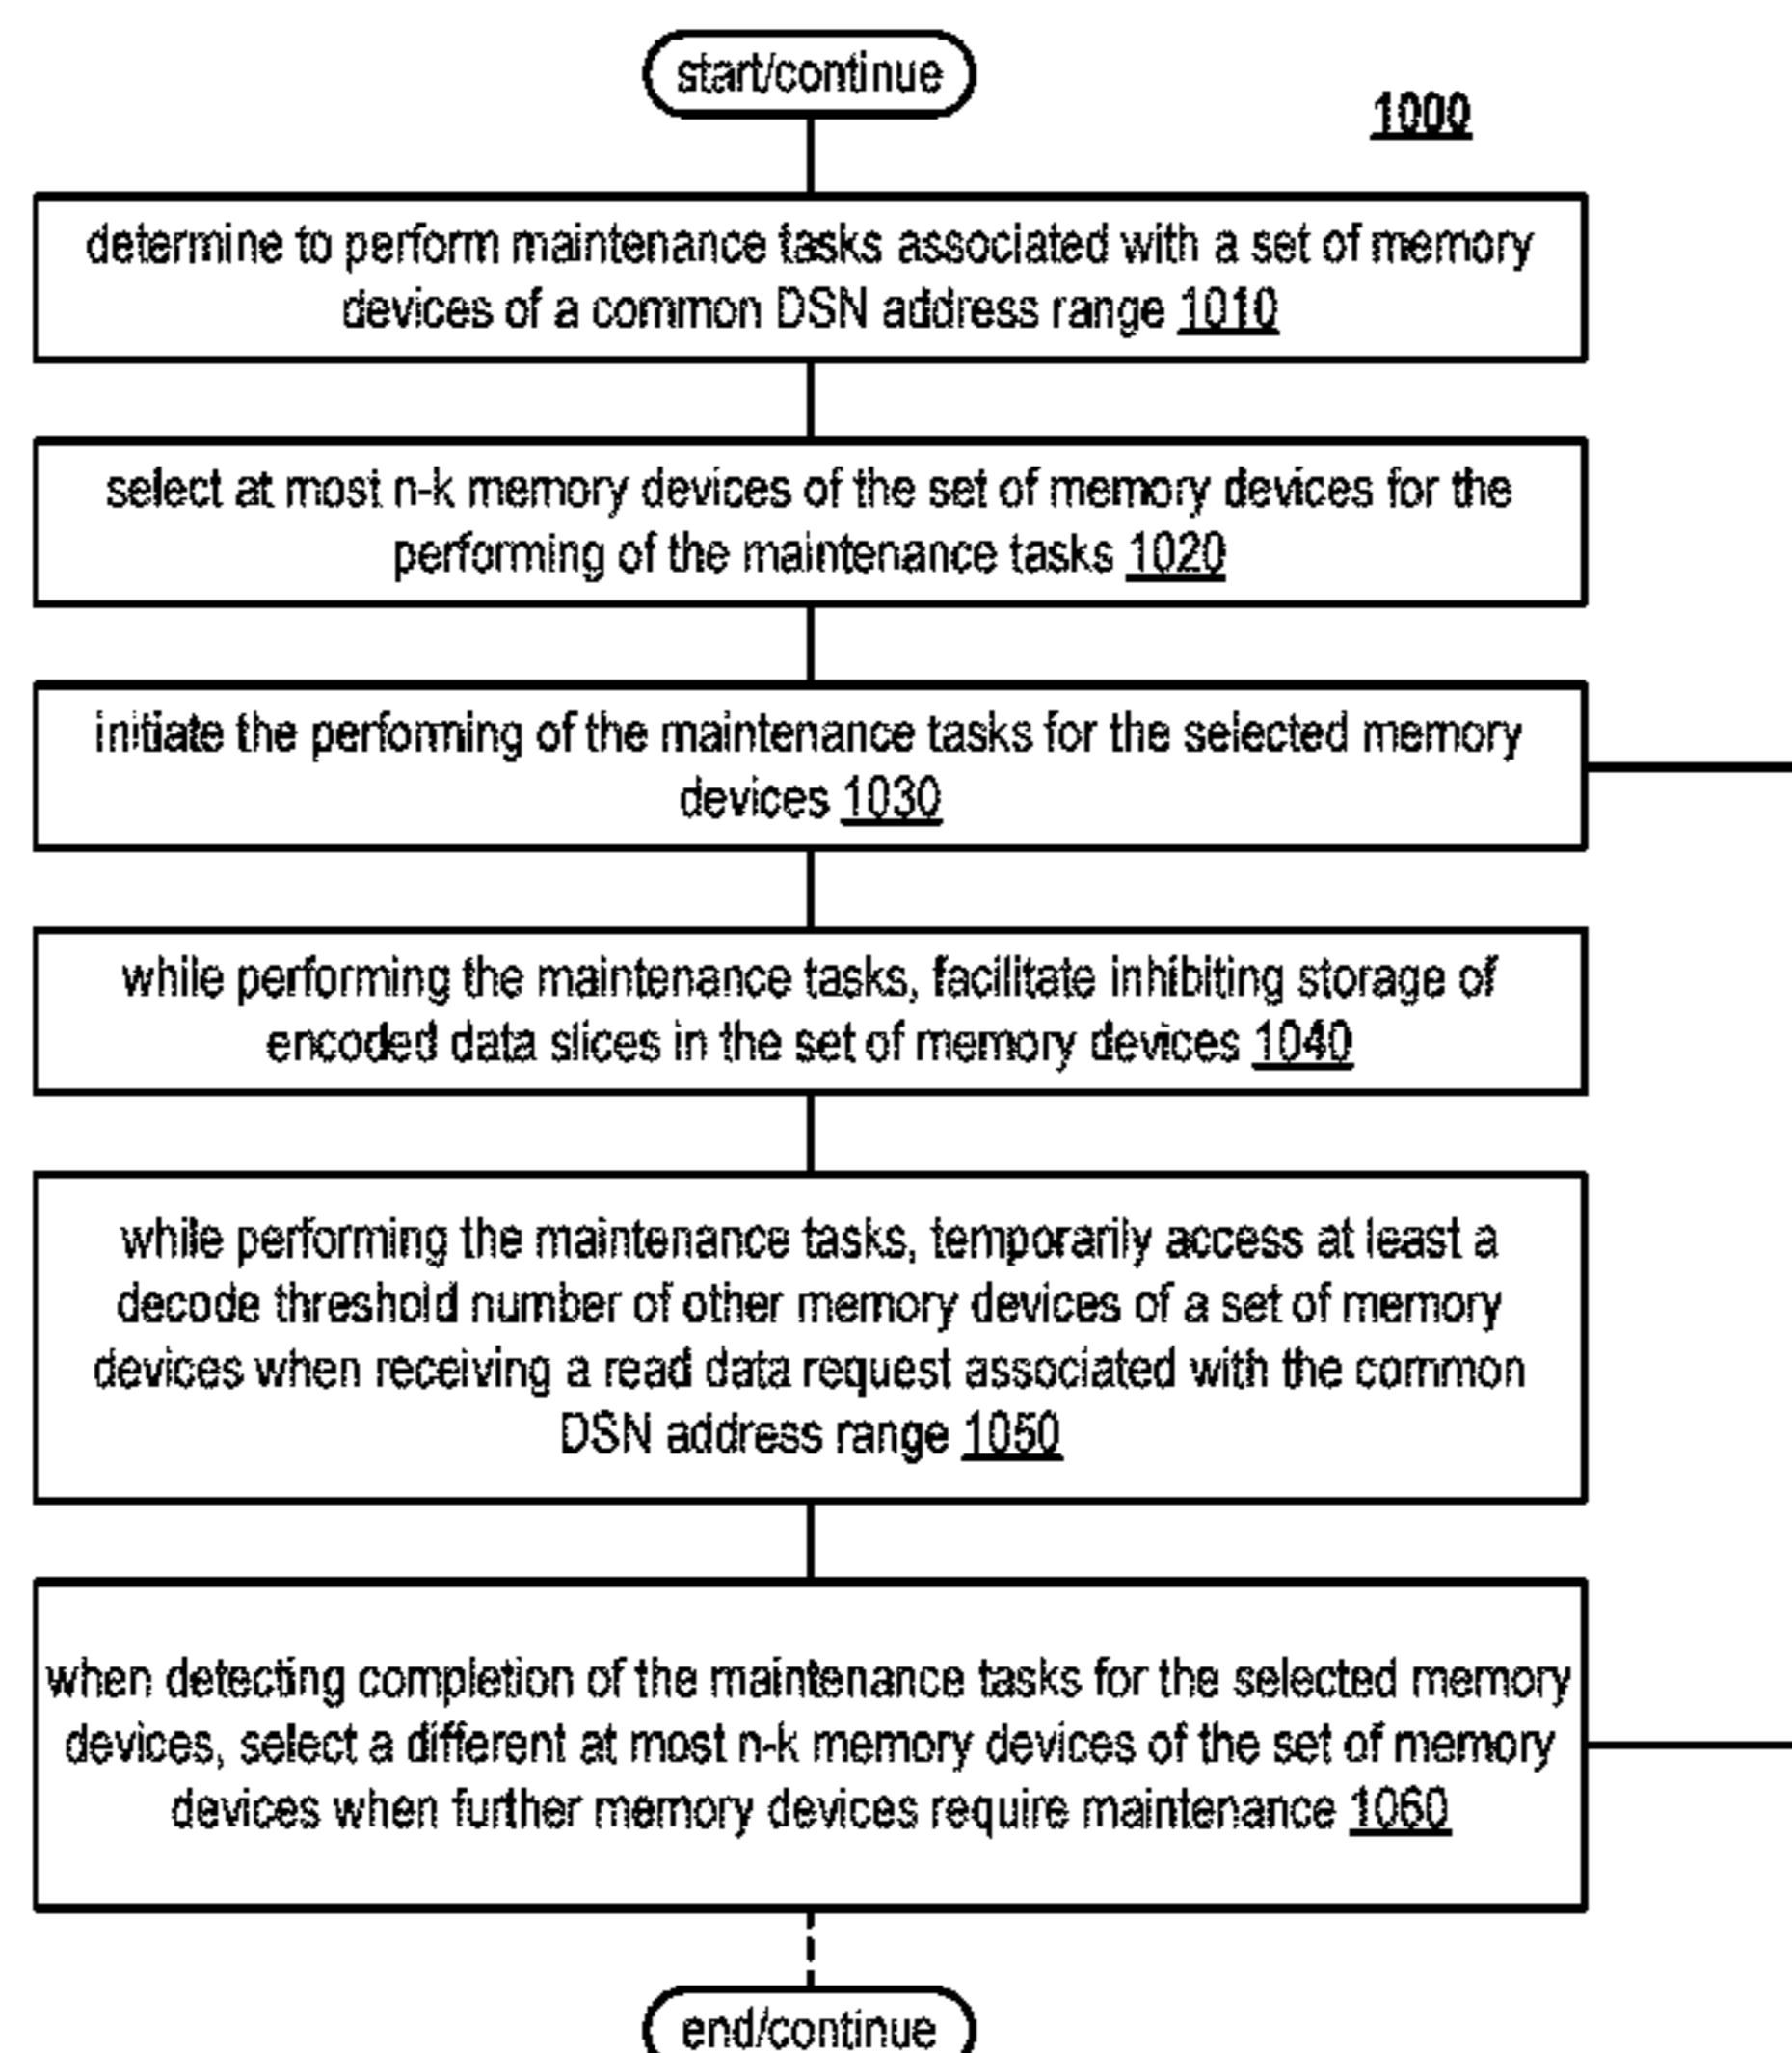 start/continue
1000
determine to perform maintenance tasks associated with a set of memory
devices of a common DSN address range 1010
select at most n-k memory devices of the set of memory devices for the
performing of the maintenance tasks 1020
initiate the performing of the maintenance tasks for the selected memory
devices 1030
while performing the maintenance tasks, facilitate inhibiting storage of
encoded data slices in the set of memory devices 1040
while performing the maintenance tasks, temporarily access at least a
decode threshold number of other memory devices of a set of memory
devices when receiving a read data request associated with the common
DSN address range 1050
when detecting completion of the maintenance tasks for the selected memory
devices, select a different at most n-k memory devices of the set of memory
devices when further memory devices require maintenance 1060
end/continue